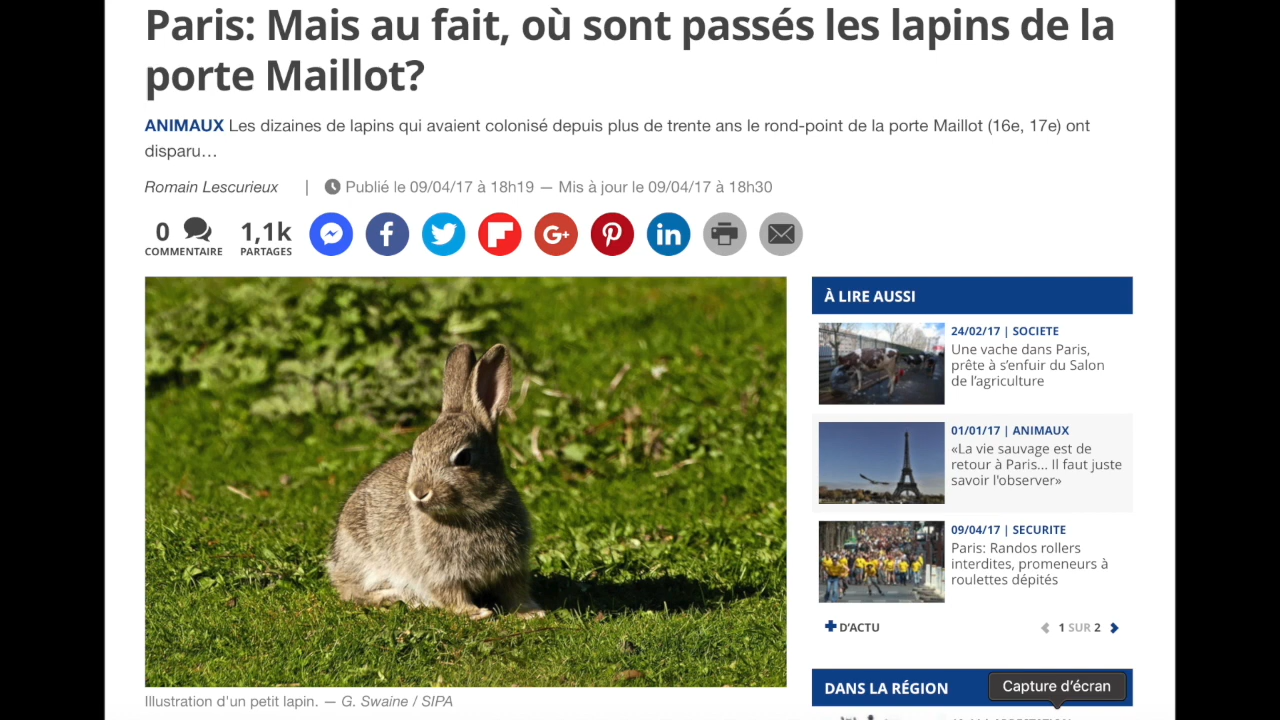 Paris: Mais au fait, où sont passés les lapins de la
porte Maillot?
ANIMAUX Les dizaines de lapins qui avaient colonisé depuis plus de trente ans le rond-point de la porte Maillot (16e, 17e) ont
disparu…
Romain Lescurieux | Publié le 09/04/17 à 18h19 — Mis à jour le 09/04/17 à 18h30
0 1,1k
COMMENTAIRE PARTAGES
À LIRE AUSSI
24/02/17 | SOCIETE
Une vache dans Paris,
prête à s'enfuir du Salon
de l'agriculture
01/01/17 | ANIMAUX
«La vie sauvage est de
retour à Paris... Il faut juste
savoir l'observer»
09/04/17 | SECURITE
Paris: Randos rollers
interdites, promeneurs à
roulettes dépités
D'ACTU 1 SUR 2
Illustration d'un petit lapin. — G. Swaine / SIPA
DANS LA RÉGION
Capture d'écran